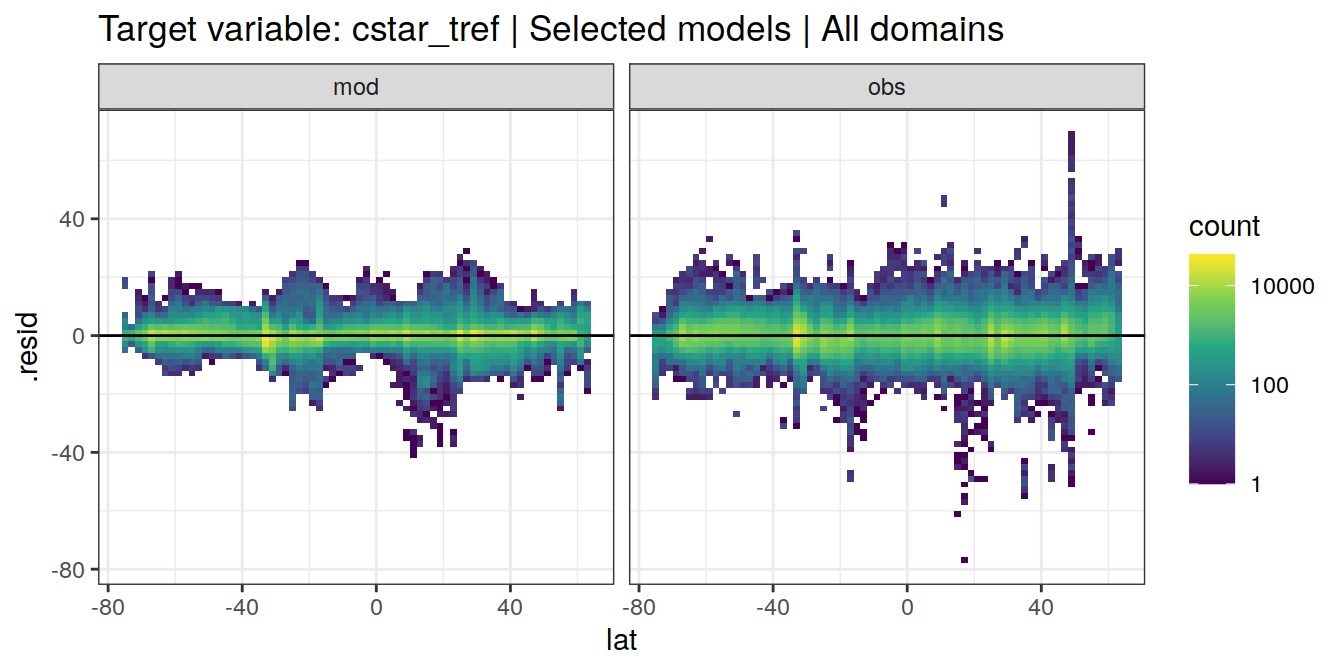 Target variable: cstar_tref | Selected models | All domains
mod
obs
.resid
40
0
-40
-80
-80
-40
0
40
-80
-40
0
40
lat
count
10000
100
1